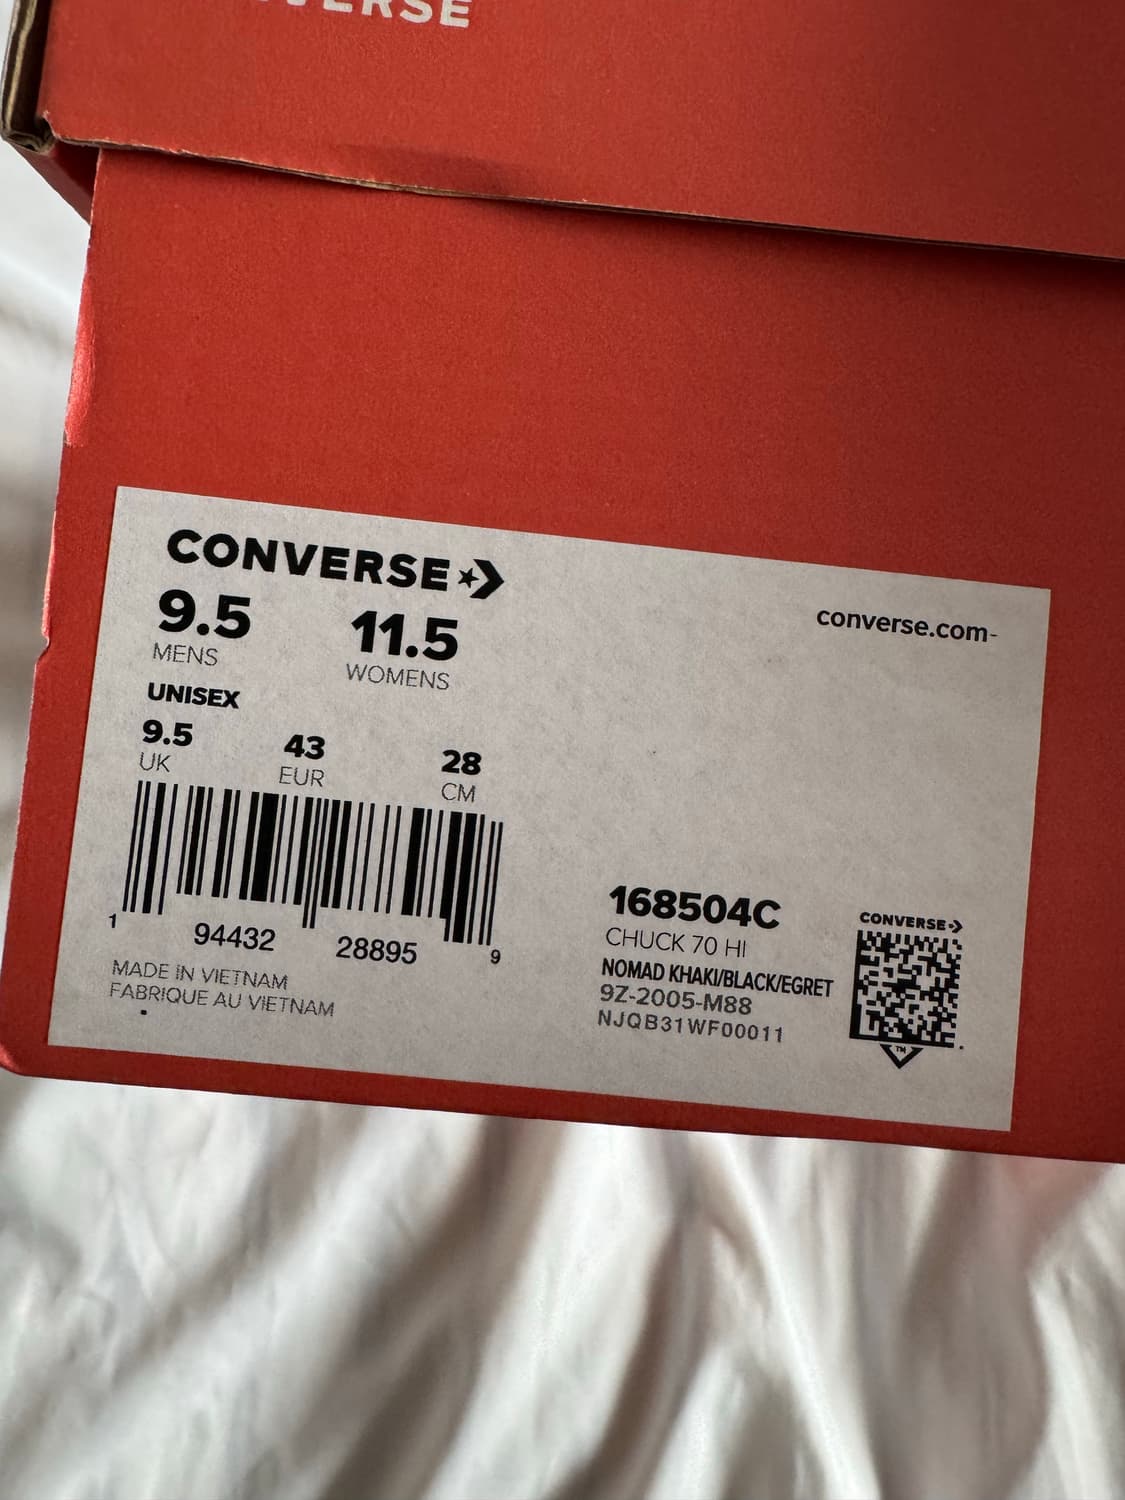 CONVERSE
CONVERSE
9.5 11.5
MENS WOMENS
converse.com-
UNISEX
9.5 43 28
UK EUR CM
1 94432 28895 9
MADE IN VIETNAM
FABRIQUE AU VIETNAM
168504C
CHUCK 70 HI
NOMAD KHAKI/BLACK/EGRET
9Z-2005-M88
NJQB31WF00011
CONVERSE
TM